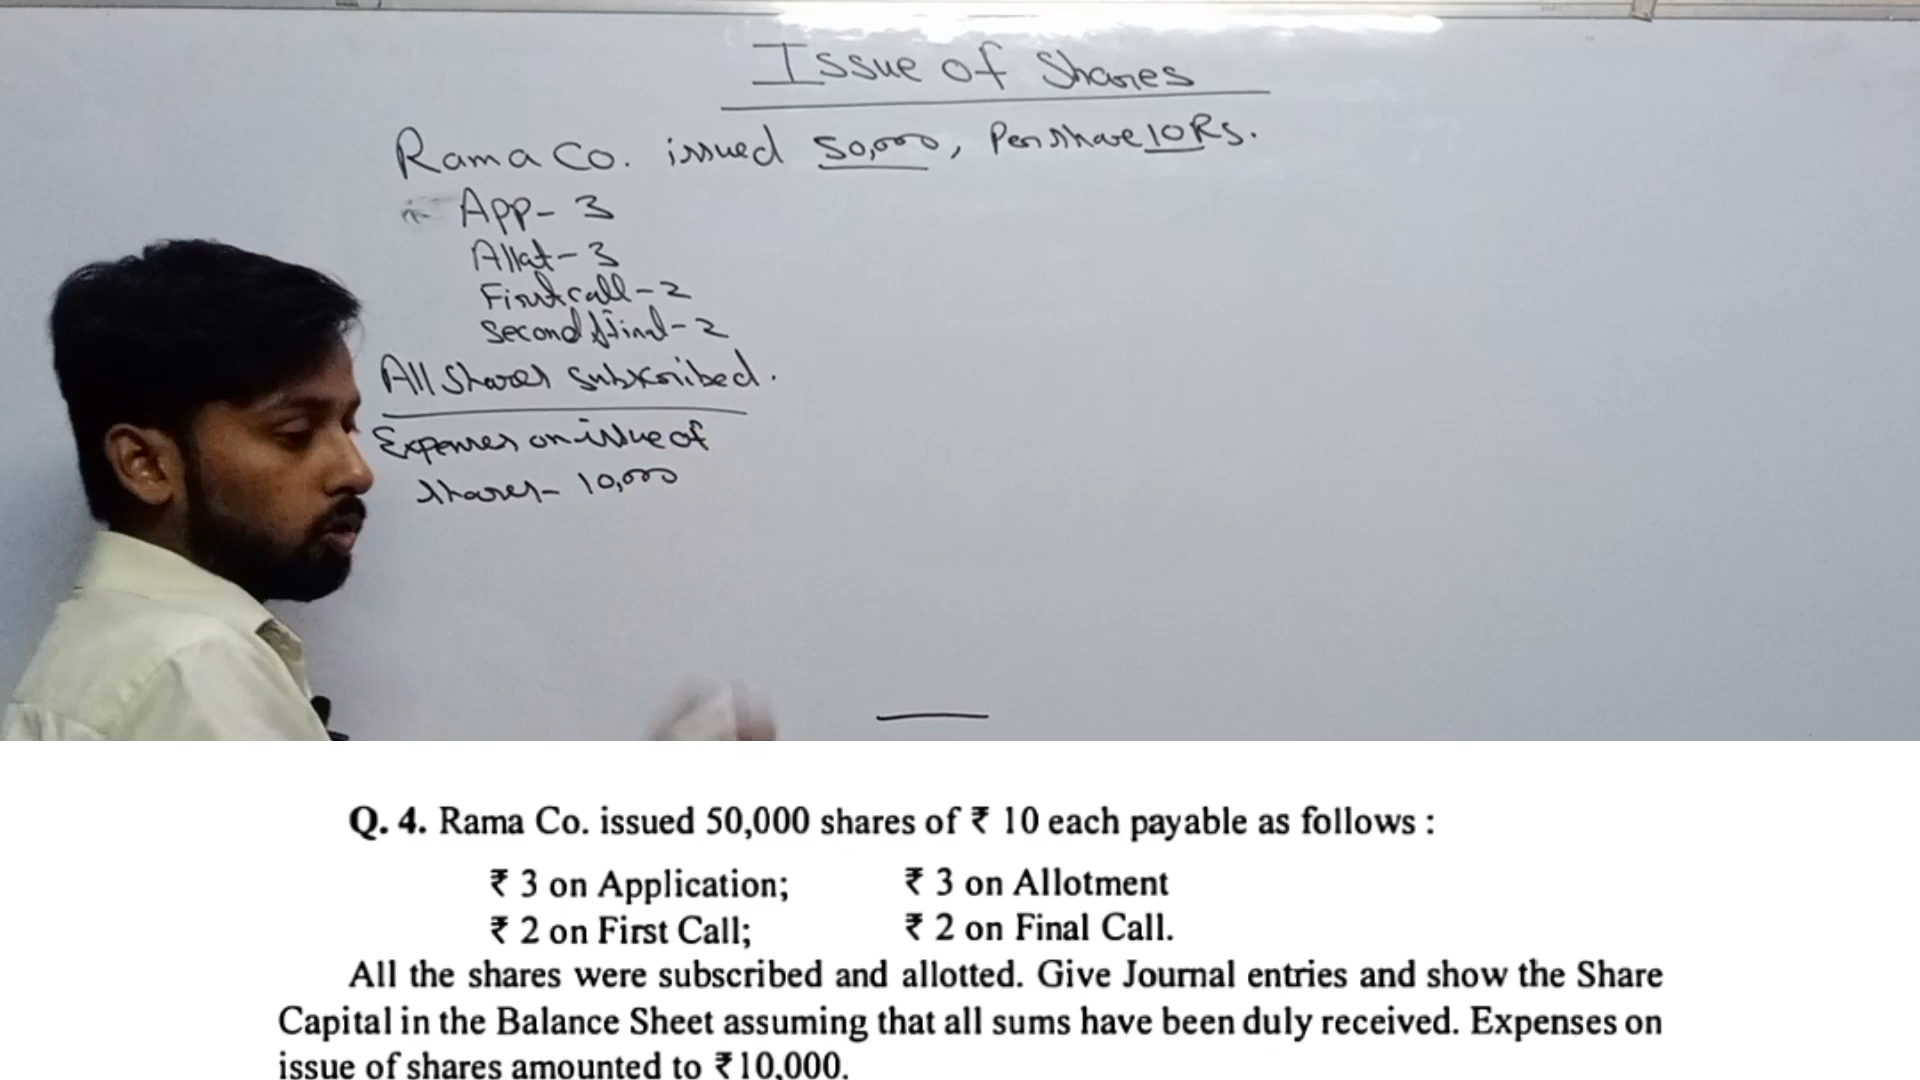 Issue of Shares
Rama Co. issued 50,000, Per share 10 Rs.
App- 3
Allot- 3
First call - 2
Second & Final - 2
All Shares subscribed.
Expenses on issue of
shares - 10,000
Q. 4. Rama Co. issued 50,000 shares of ₹ 10 each payable as follows :
₹ 3 on Application; ₹ 3 on Allotment
₹ 2 on First Call; ₹ 2 on Final Call.
All the shares were subscribed and allotted. Give Journal entries and show the Share
Capital in the Balance Sheet assuming that all sums have been duly received. Expenses on
issue of shares amounted to ₹10,000.